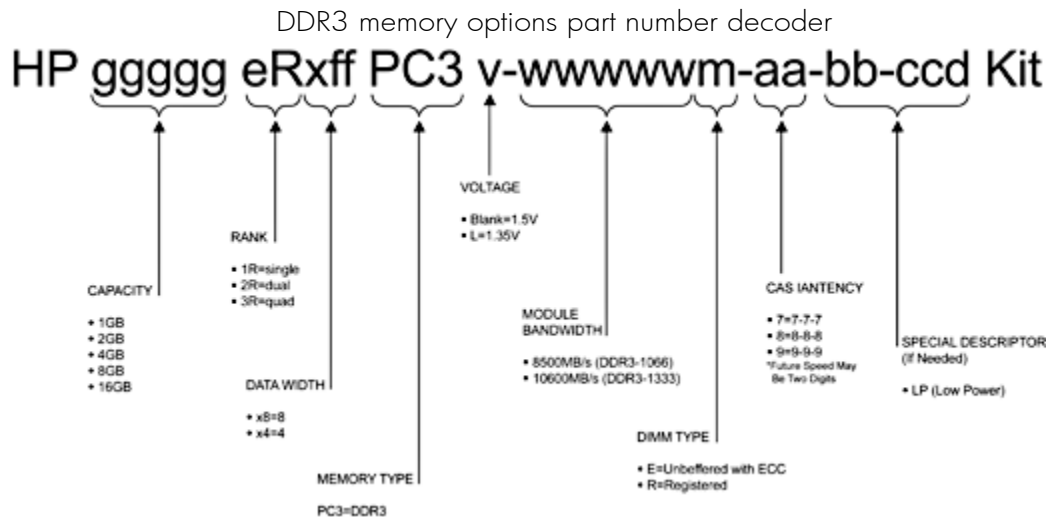 DDR3 memory options part number decoder
HP ggggg eRxff PC3 v-wwwwwm-aa-bb-ccd Kit
VOLTAGE
▪ Blank=1.5V
▪ L=1.35V
RANK
▪ 1R=single
▪ 2R=dual
▪ 3R=quad
CAPACITY
• 1GB
• 2GB
• 4GB
• 8GB
• 16GB
CAS IANTENCY
▪ 7=7-7-7
▪ 8=8-8-8
▪ 9=9-9-9
*Future Speed May
Be Two Digits
MODULE
BANDWIDTH
▪ 8500MB/s (DDR3-1066)
▪ 10600MB/s (DDR3-1333)
SPECIAL DESCRIPTOR
(If Needed)
• LP (Low Power)
DATA WIDTH
• x8=8
• x4=4
DIMM TYPE
• E=Unbeffered with ECC
• R=Registered
MEMORY TYPE
PC3=DDR3